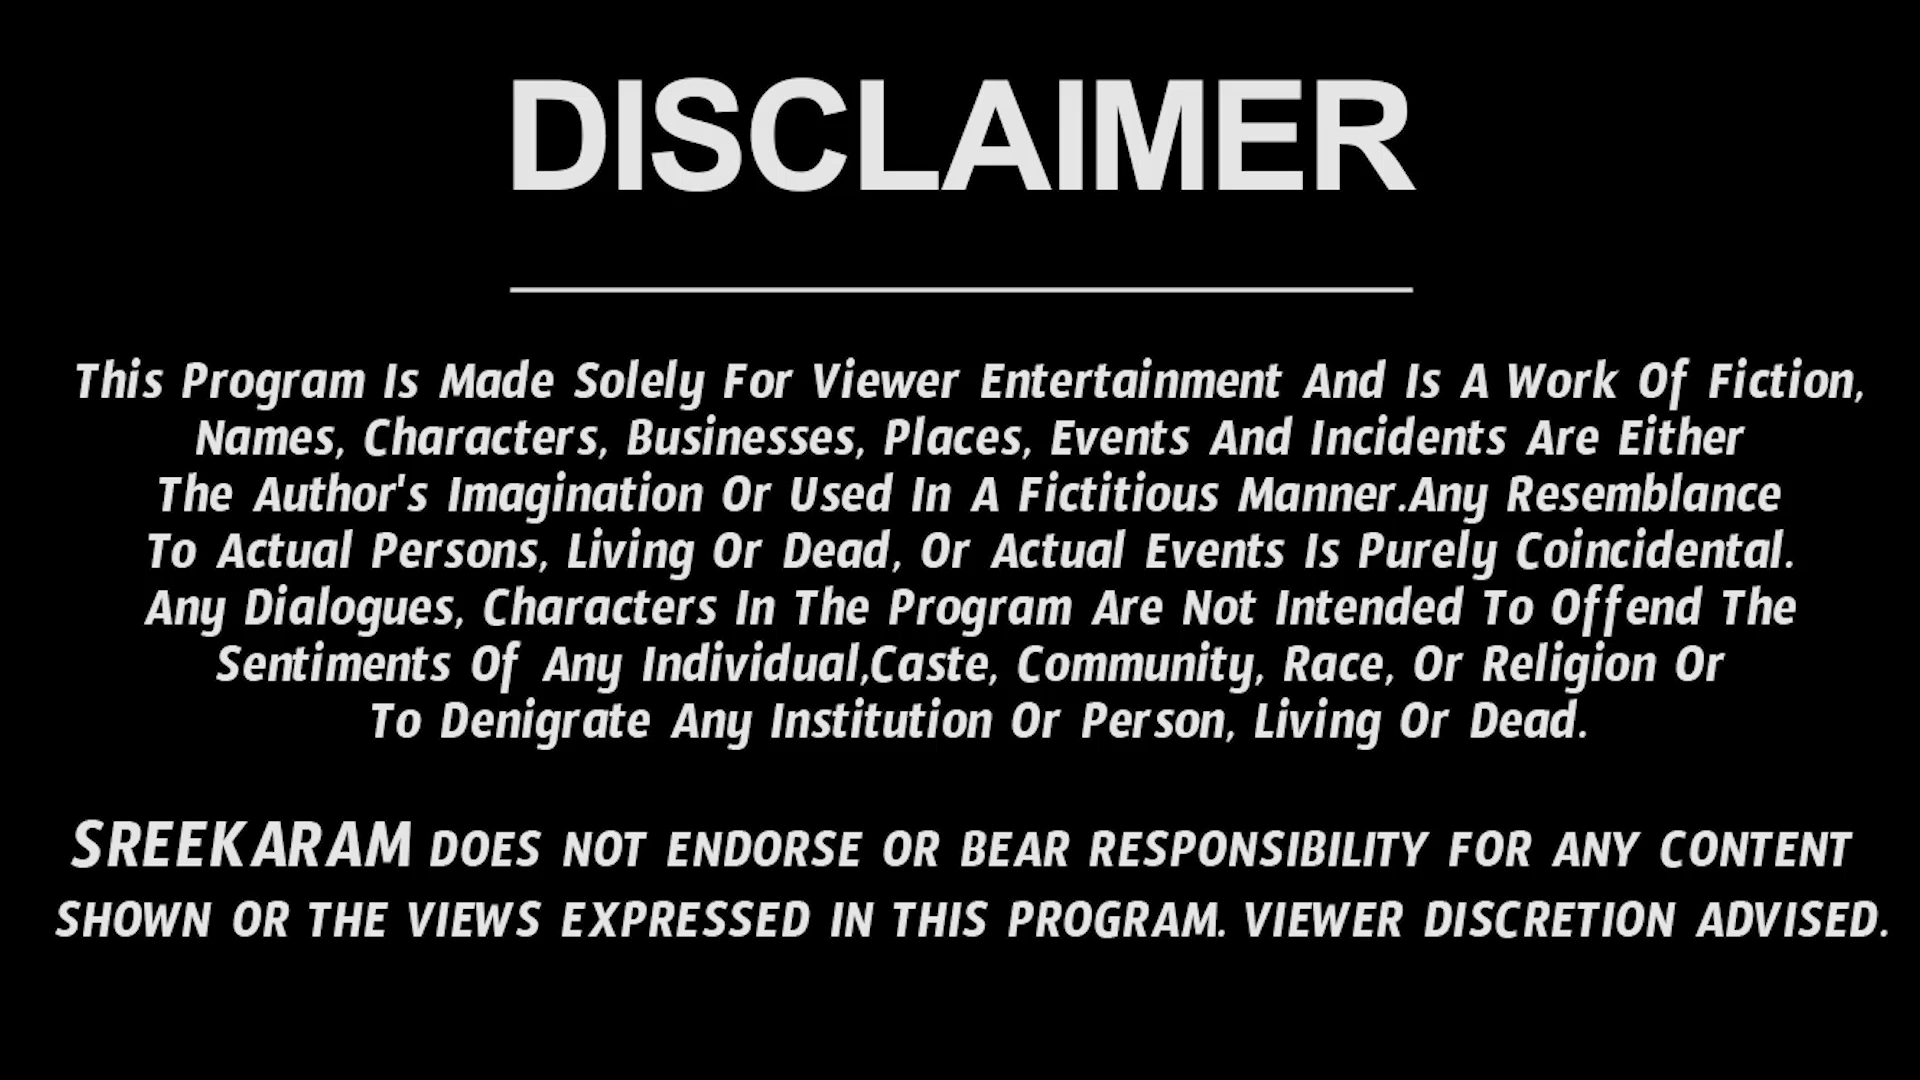 DISCLAIMER
This Program Is Made Solely For Viewer Entertainment And Is A Work Of Fiction,
Names, Characters, Businesses, Places, Events And Incidents Are Either
The Author's Imagination Or Used In A Fictitious Manner.Any Resemblance
To Actual Persons, Living Or Dead, Or Actual Events Is Purely Coincidental.
Any Dialogues, Characters In The Program Are Not Intended To Offend The
Sentiments Of Any Individual,Caste, Community, Race, Or Religion Or
To Denigrate Any Institution Or Person, Living Or Dead.
SREEKARAM DOES NOT ENDORSE OR BEAR RESPONSIBILITY FOR ANY CONTENT
SHOWN OR THE VIEWS EXPRESSED IN THIS PROGRAM. VIEWER DISCRETION ADVISED.